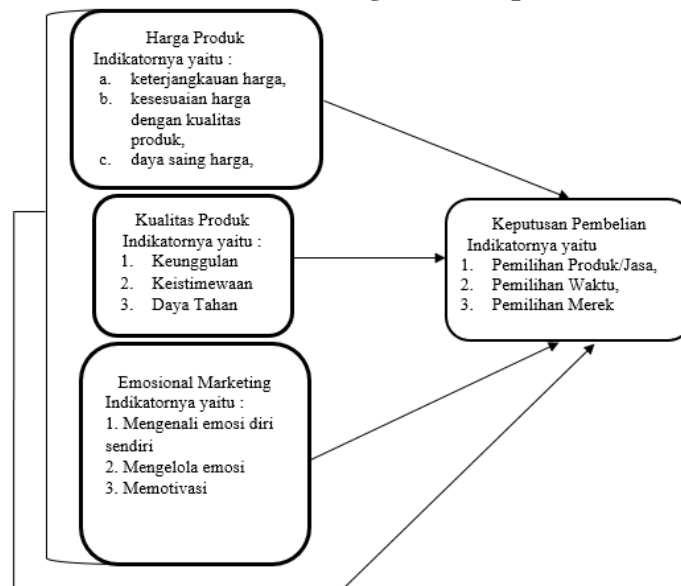 Harga Produk
Indikatornya yaitu :
a. keterjangkauan harga,
b. kesesuaian harga
dengan kualitas
produk,
c. daya saing harga,
Kualitas Produk
Indikatornya yaitu :
1. Keunggulan
2. Keistimewaan
3. Daya Tahan
Emosional Marketing
Indikatornya yaitu :
1. Mengenali emosi diri
sendiri
2. Mengelola emosi
3. Memotivasi
Keputusan Pembelian
Indikatornya yaitu
1. Pemilihan Produk/Jasa,
2. Pemilihan Waktu,
3. Pemilihan Merek